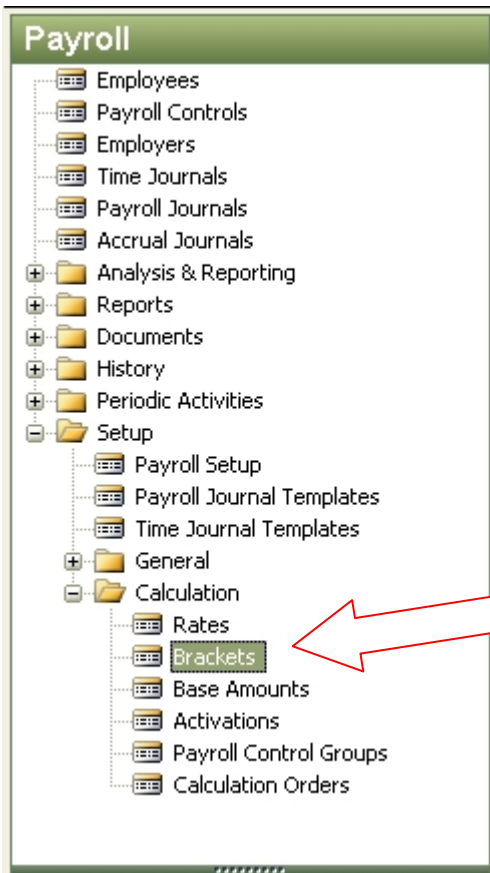 Payroll
Employees
Payroll Controls
Employers
Time Journals
Payroll Journals
Accrual Journals
Analysis & Reporting
Reports
Documents
History
Periodic Activities
Setup
Payroll Setup
Payroll Journal Templates
Time Journal Templates
General
Calculation
Rates
Brackets
Base Amounts
Activations
Payroll Control Groups
Calculation Orders